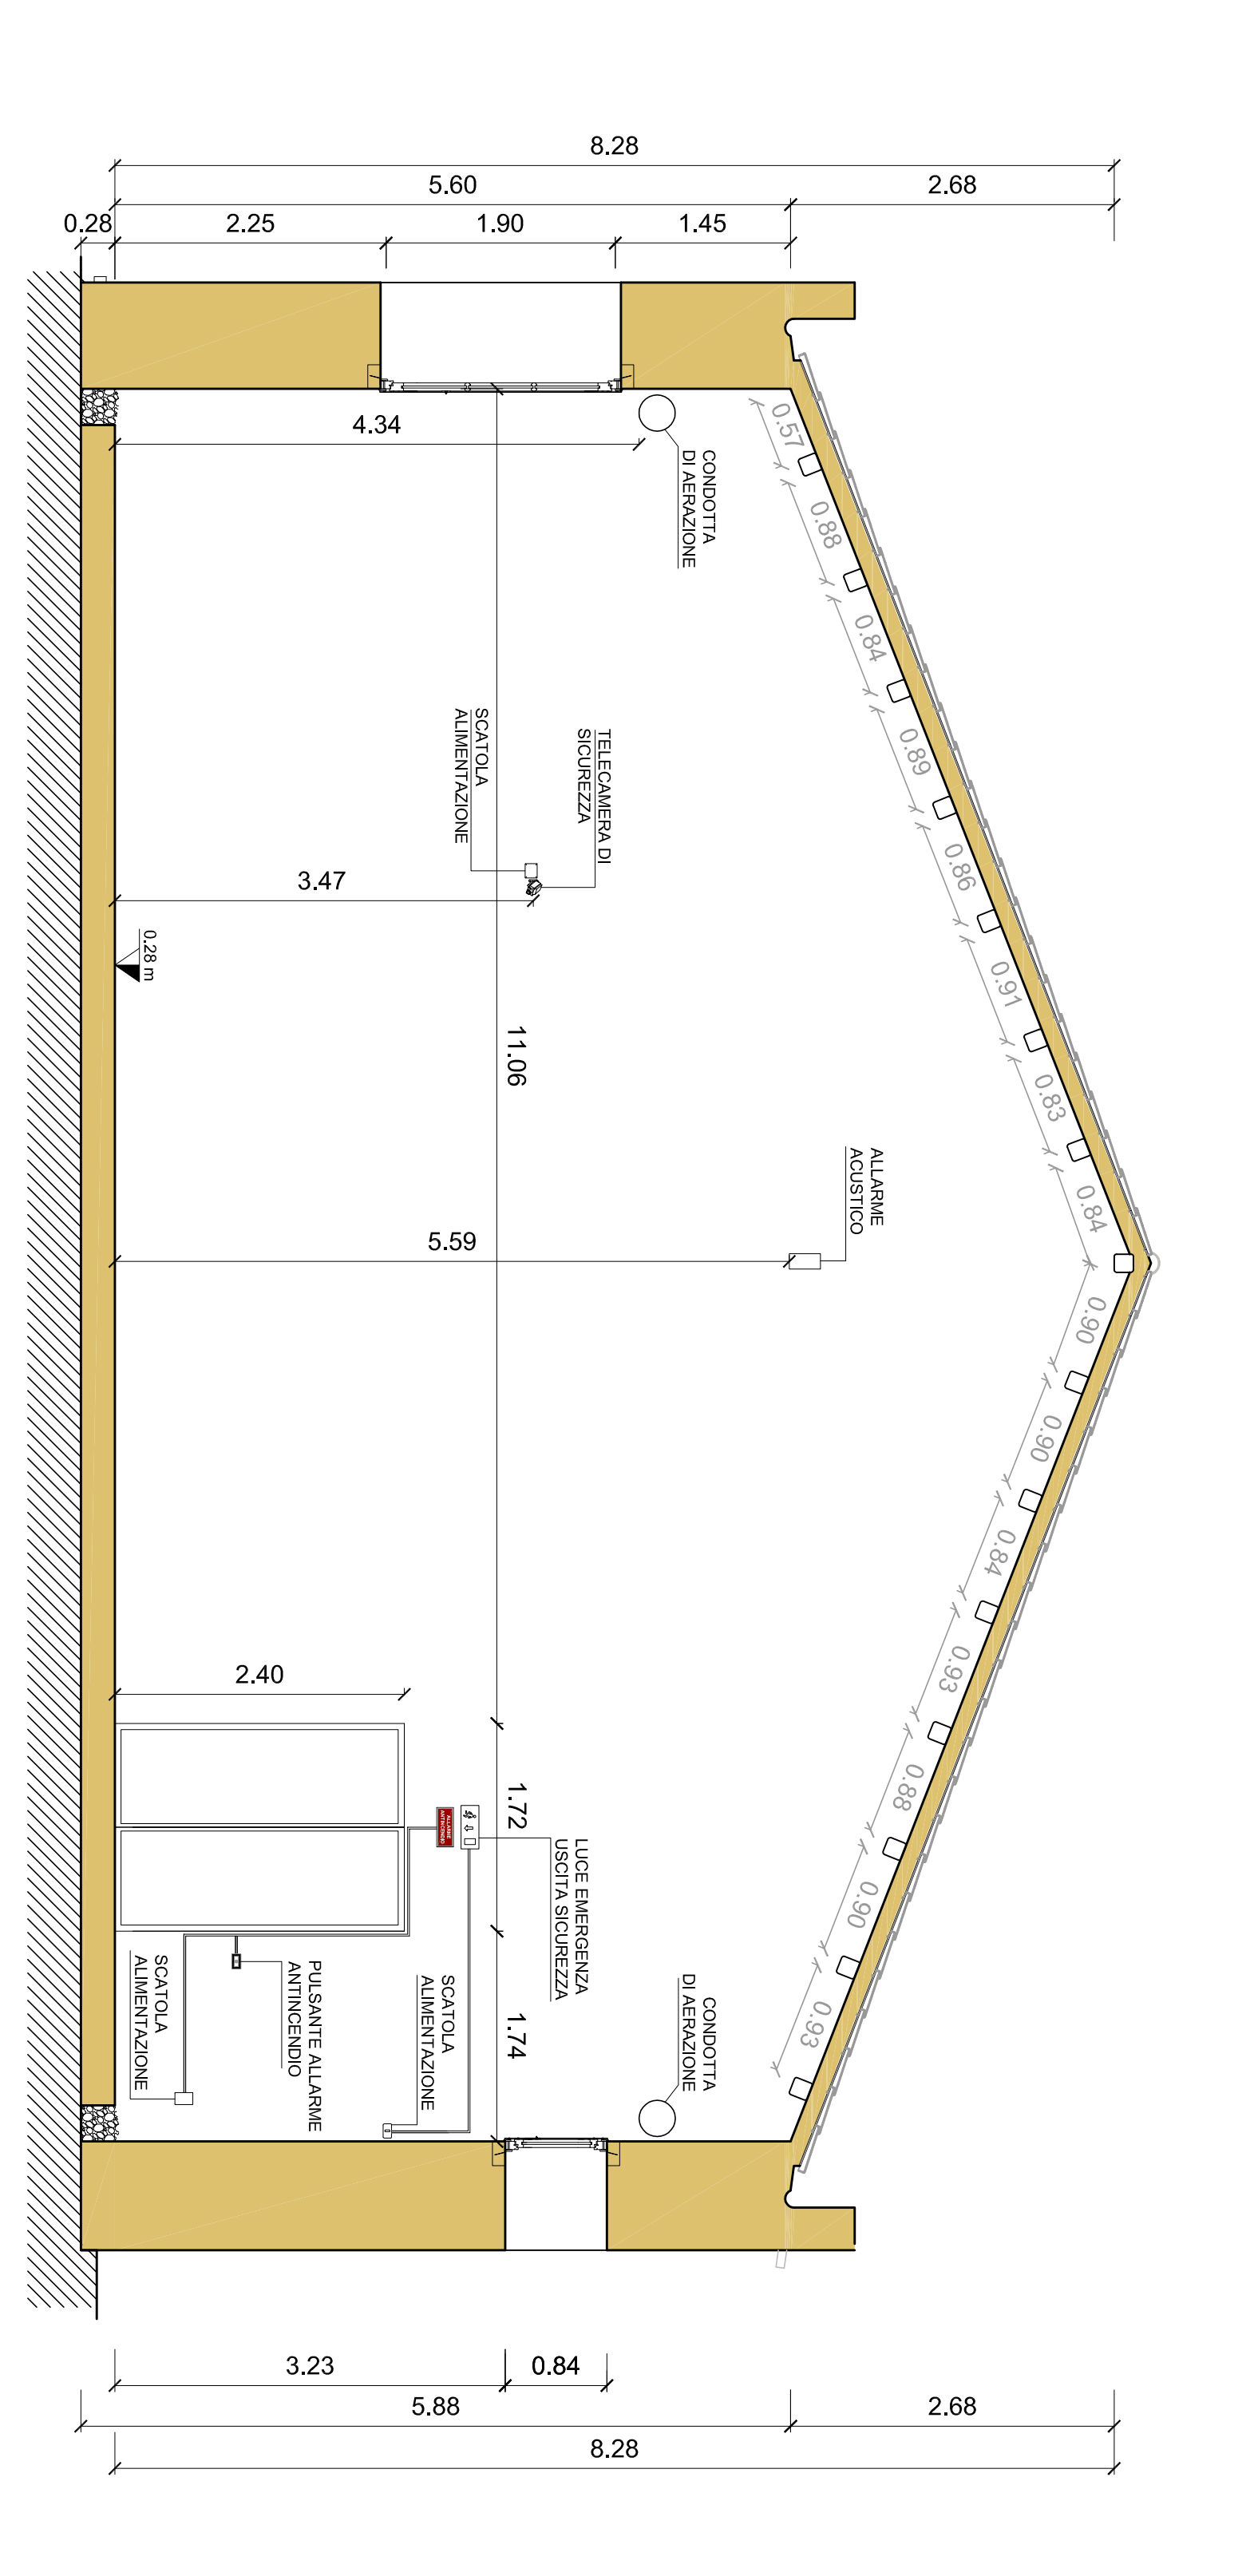 8.28
5.60
2.68
0.28
2.25
1.90
1.45
4.34
CONDOTTA
DI AERAZIONE
0.57
0.88
0.84
0.89
0.86
0.91
0.83
0.84
TELECAMERA DI
SICUREZZA
SCATOLA
ALIMENTAZIONE
3.47
0.28 m
11.06
ALLARME
ACUSTICO
5.59
0.90
0.90
0.84
0.93
0.88
0.90
0.93
2.40
1.72
ALLARME
ANTINCENDIO
LUCE EMERGENZA
USCITA SICUREZZA
SCATOLA
ALIMENTAZIONE
PULSANTE ALLARME
ANTINCENDIO
SCATOLA
ALIMENTAZIONE
1.74
CONDOTTA
DI AERAZIONE
3.23
0.84
5.88
2.68
8.28